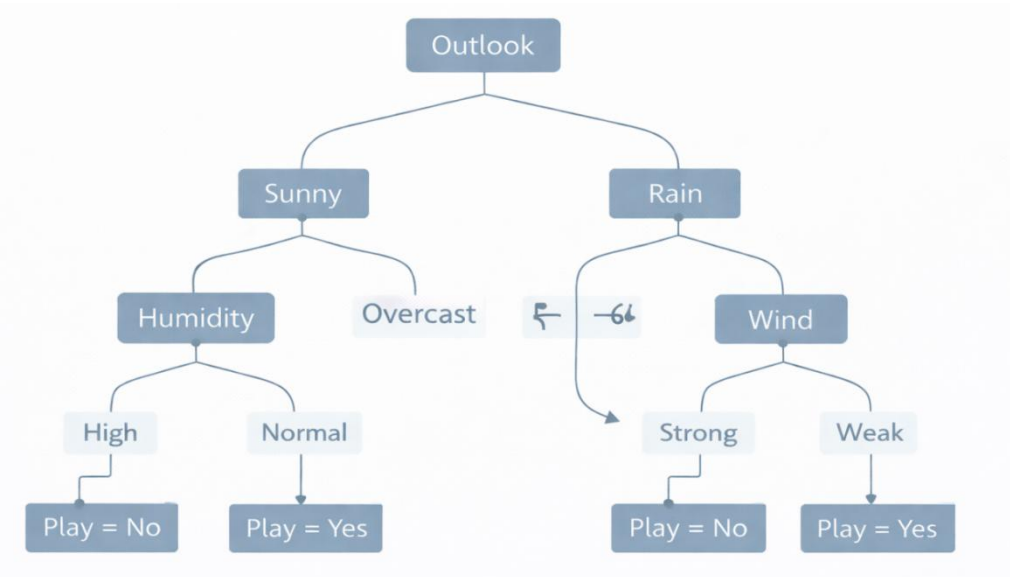 Outlook
Sunny
Rain
Humidity
Overcast
Wind
High
Normal
Strong
Weak
Play = No
Play = Yes
Play = No
Play = Yes